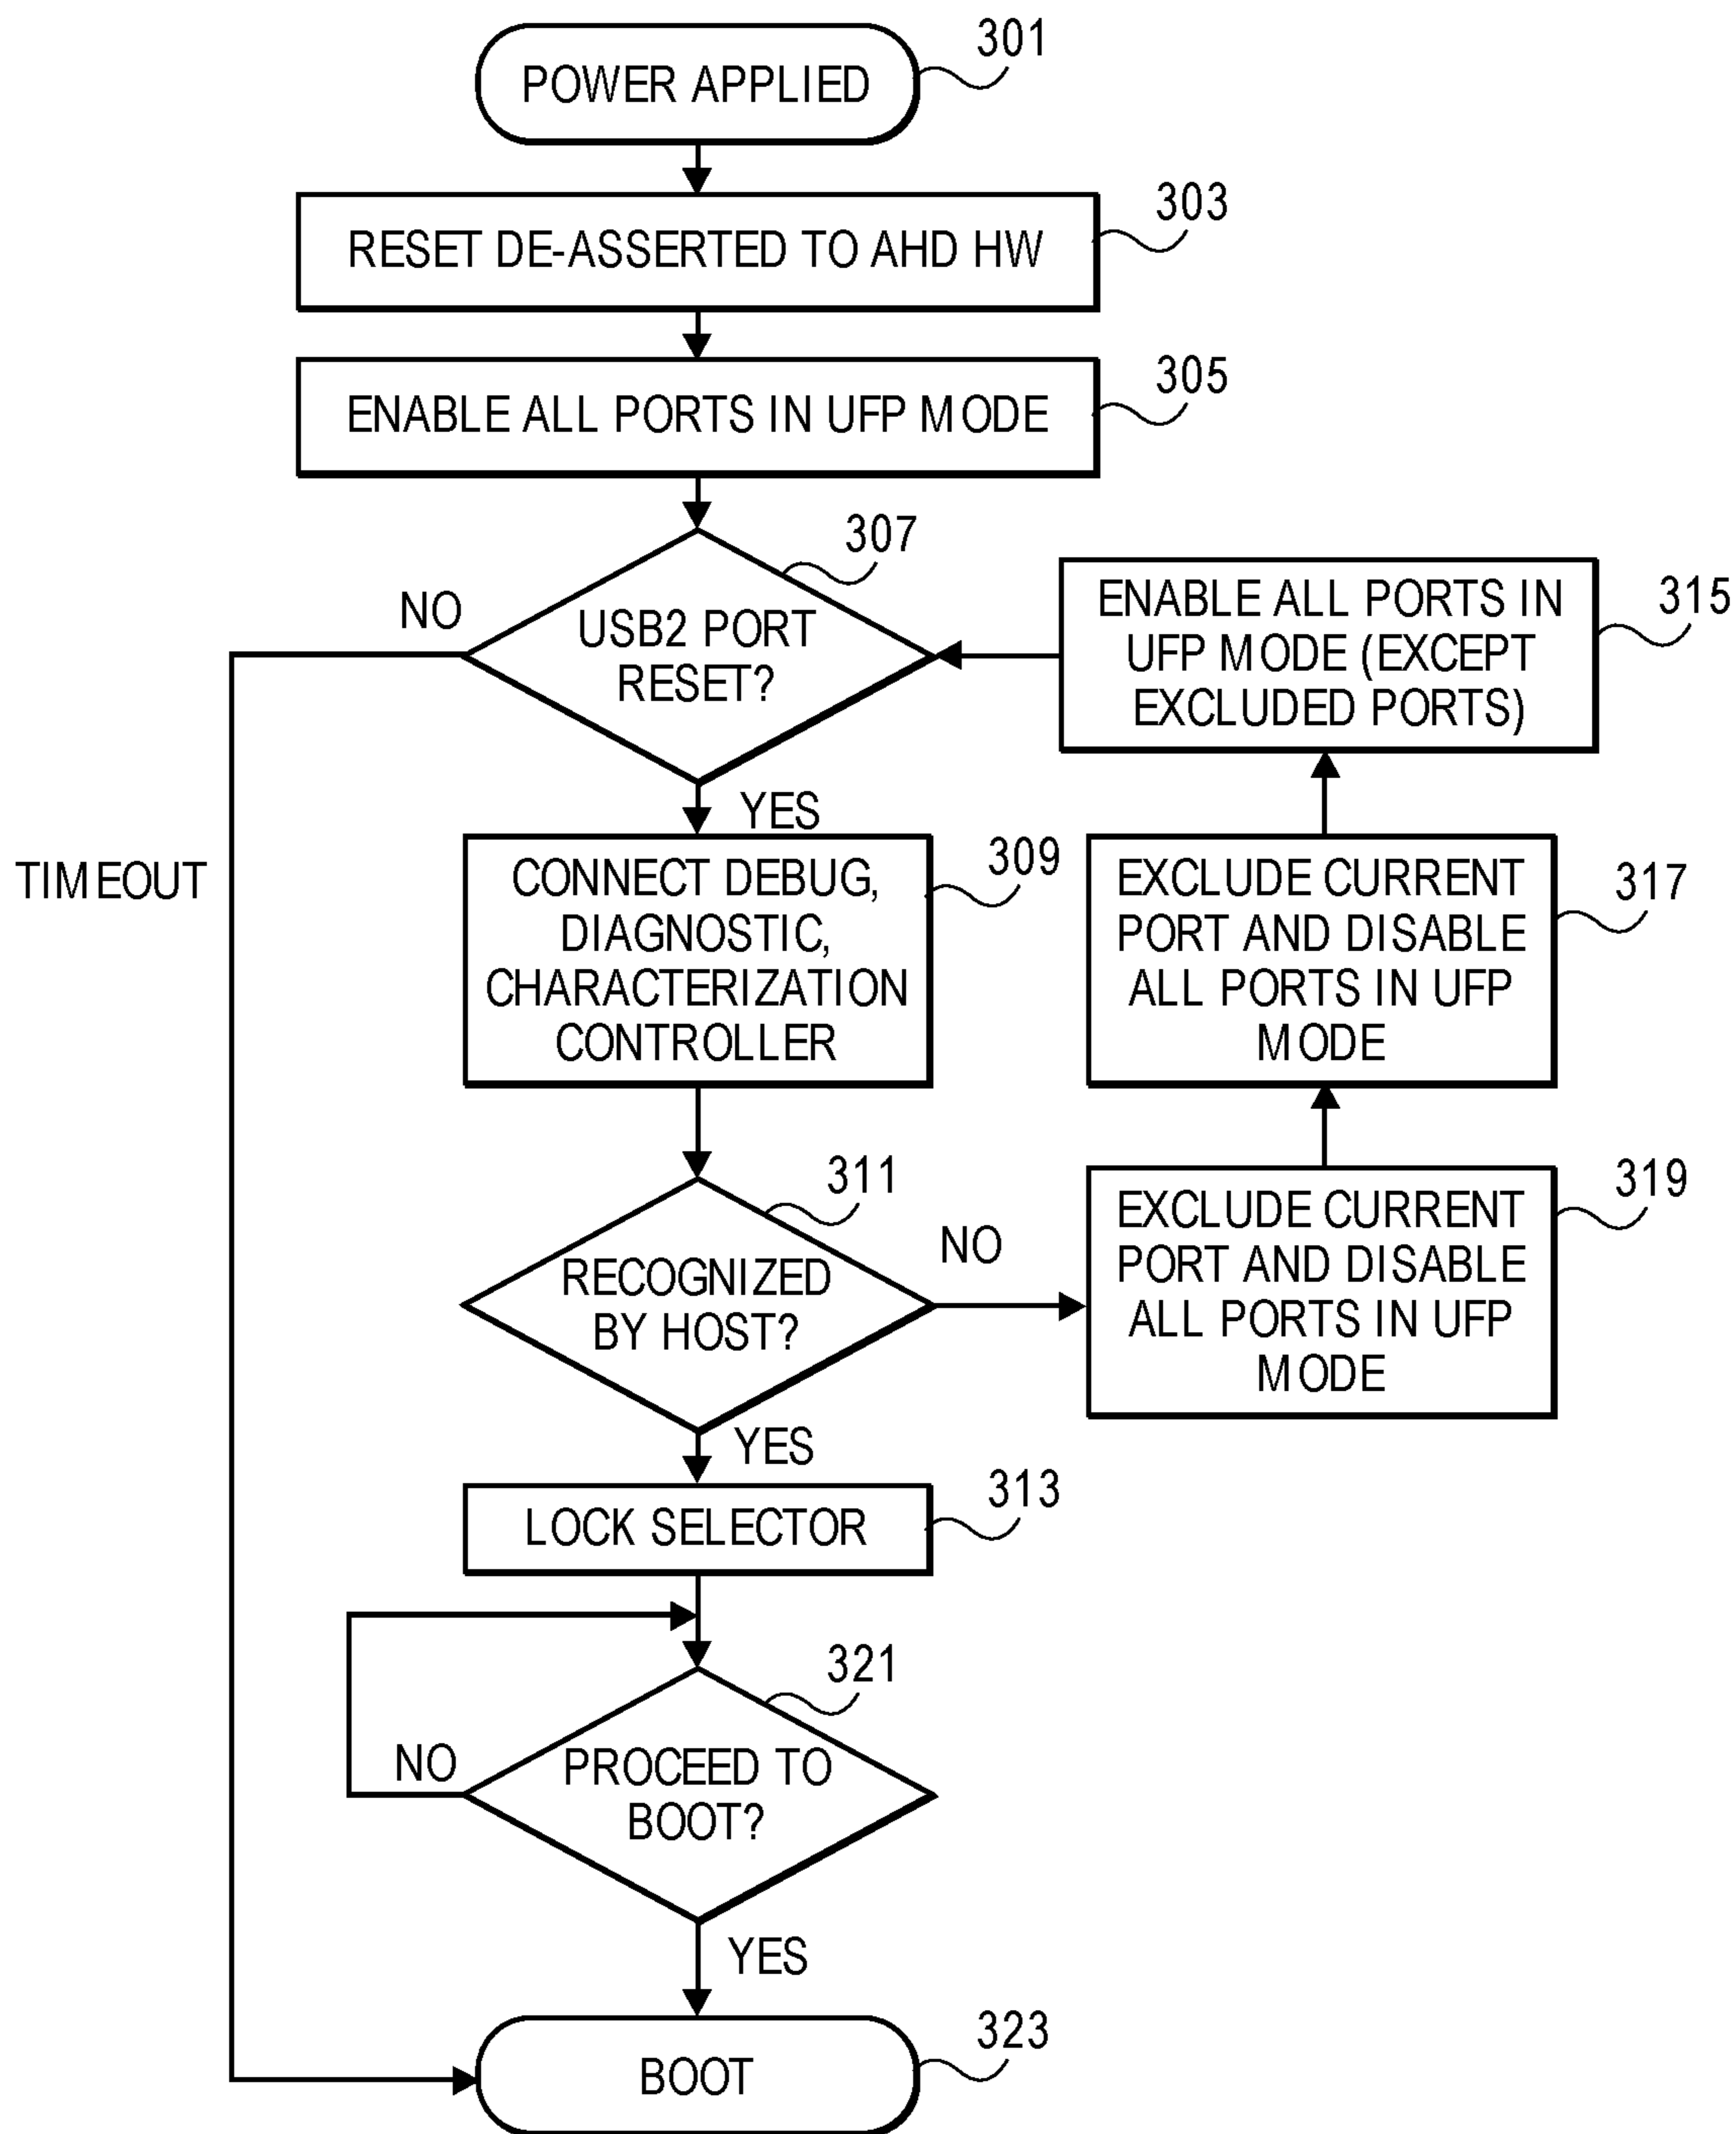 POWER APPLIED
301
RESET DE-ASSERTED TO AHD HW
303
ENABLE ALL PORTS IN UFP MODE
305
USB2 PORT
RESET?
307
NO
YES
TIMEOUT
ENABLE ALL PORTS IN
UFP MODE (EXCEPT
EXCLUDED PORTS)
315
CONNECT DEBUG,
DIAGNOSTIC,
CHARACTERIZATION
CONTROLLER
309
EXCLUDE CURRENT
PORT AND DISABLE
ALL PORTS IN UFP
MODE
317
RECOGNIZED
BY HOST?
311
NO
YES
EXCLUDE CURRENT
PORT AND DISABLE
ALL PORTS IN UFP
MODE
319
LOCK SELECTOR
313
PROCEED TO
BOOT?
321
NO
YES
BOOT
323